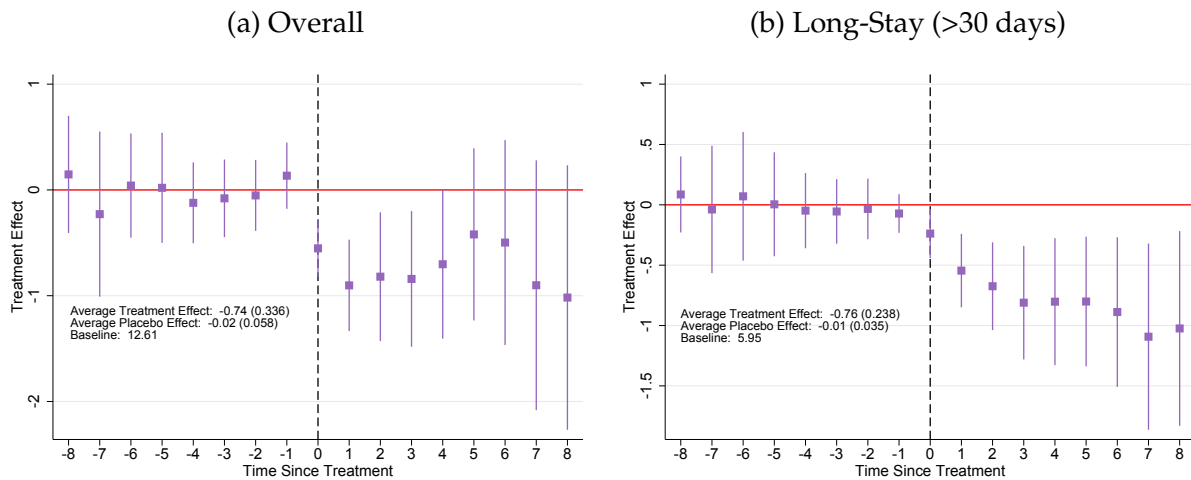 (a) Overall
1
0
-1
-2
Treatment Effect
Average Treatment Effect: -0.74 (0.336)
Average Placebo Effect: -0.02 (0.058)
Baseline: 12.61
-8 -7 -6 -5 -4 -3 -2 -1 0 1 2 3 4 5 6 7 8
Time Since Treatment
(b) Long-Stay (>30 days)
1
.5
0
-.5
-1
-1.5
Treatment Effect
Average Treatment Effect: -0.76 (0.238)
Average Placebo Effect: -0.01 (0.035)
Baseline: 5.95
-8 -7 -6 -5 -4 -3 -2 -1 0 1 2 3 4 5 6 7 8
Time Since Treatment